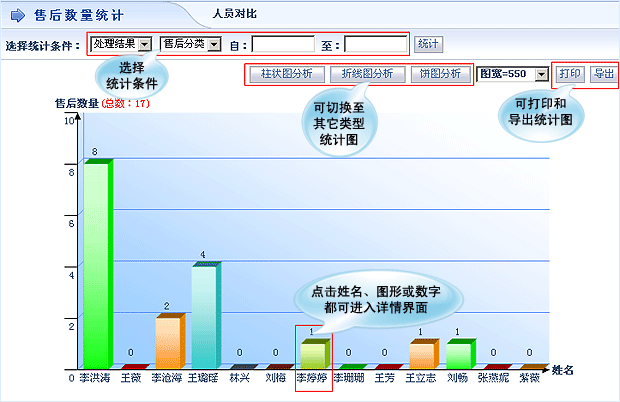 售后数量统计 人员对比
选择统计条件： 处理结果 售后分类 自： 至： 统计
选择
统计条件
柱状图分析 折线图分析 饼图分析 图宽=550 打印 导出
可切换至
其它类型
统计图
可打印和
导出统计图
售后数量(总数：17)
10
8
6
4
2
0
8 0 2 4 0 0 1 0 0 1 1 0 0
点击姓名、图形或数字
都可进入详情界面
李洪涛 王薇 李沧海 王璐瑶 林兴 刘梅 李婷婷 李珊珊 王芳 王立志 刘畅 张燕妮 紫薇
姓名